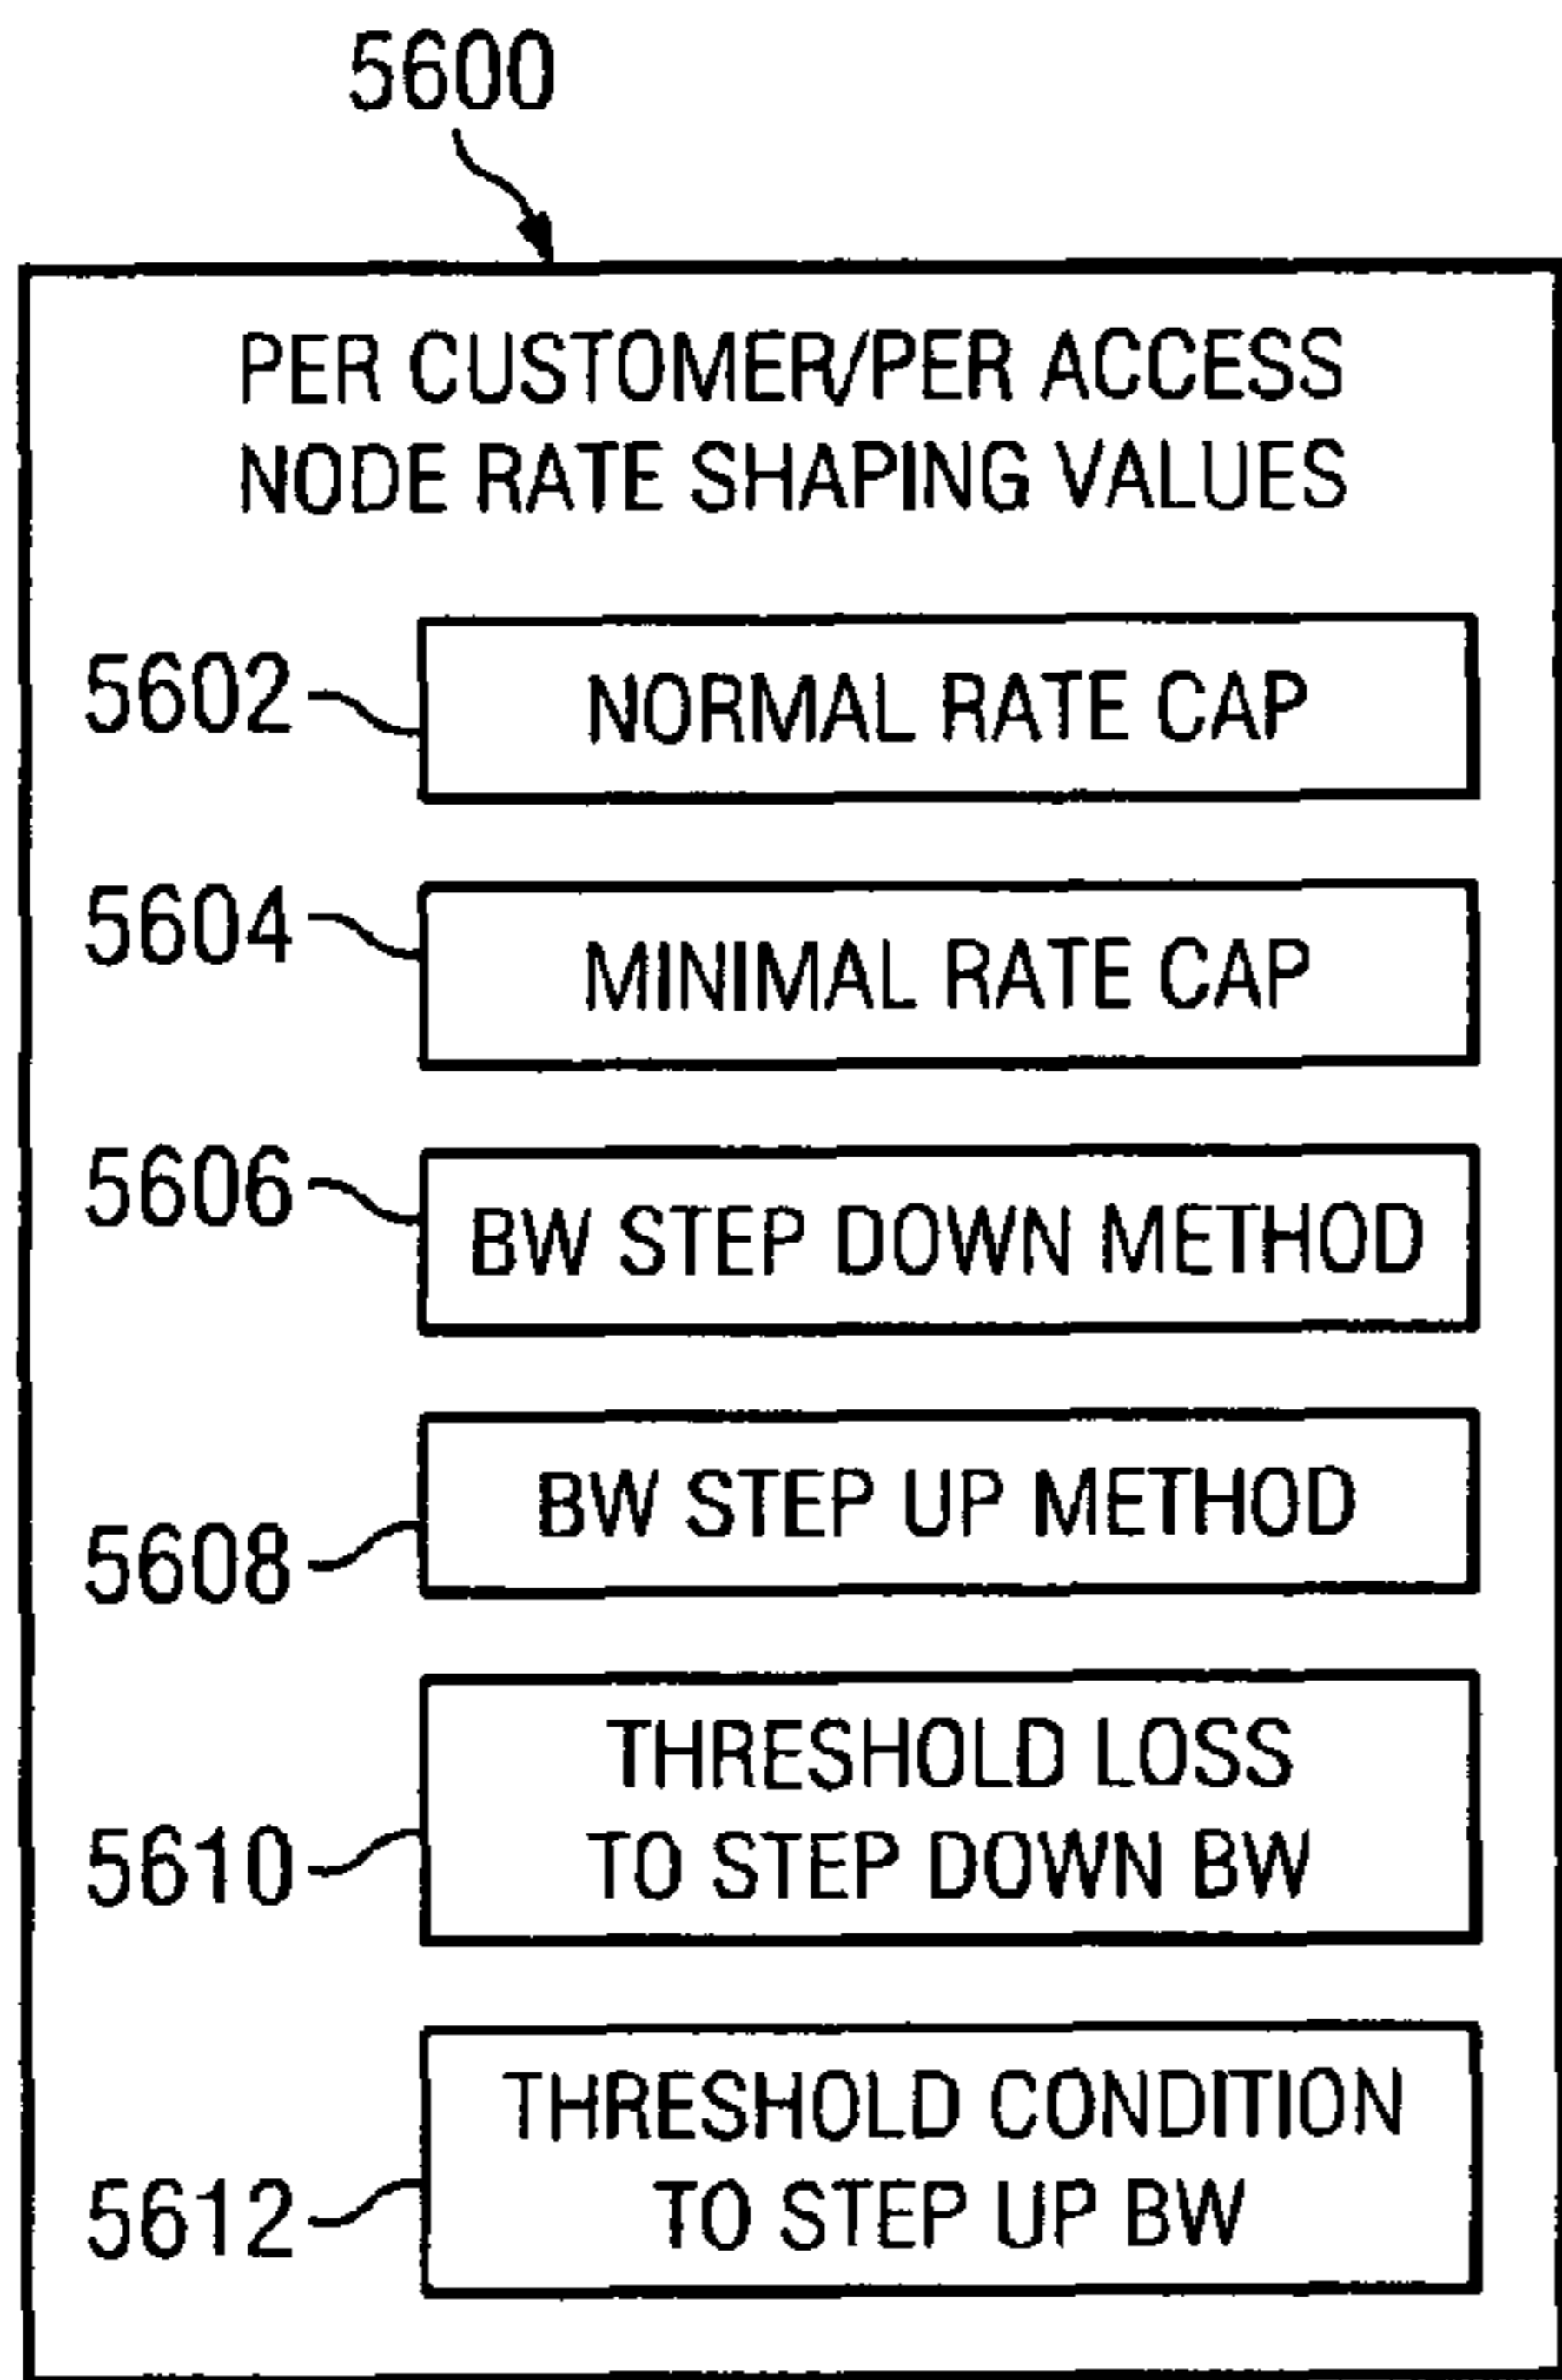 5600
PER CUSTOMER/PER ACCESS
NODE RATE SHAPING VALUES
5602
NORMAL RATE CAP
5604
MINIMAL RATE CAP
5606
BW STEP DOWN METHOD
5608
BW STEP UP METHOD
5610
THRESHOLD LOSS
TO STEP DOWN BW
5612
THRESHOLD CONDITION
TO STEP UP BW